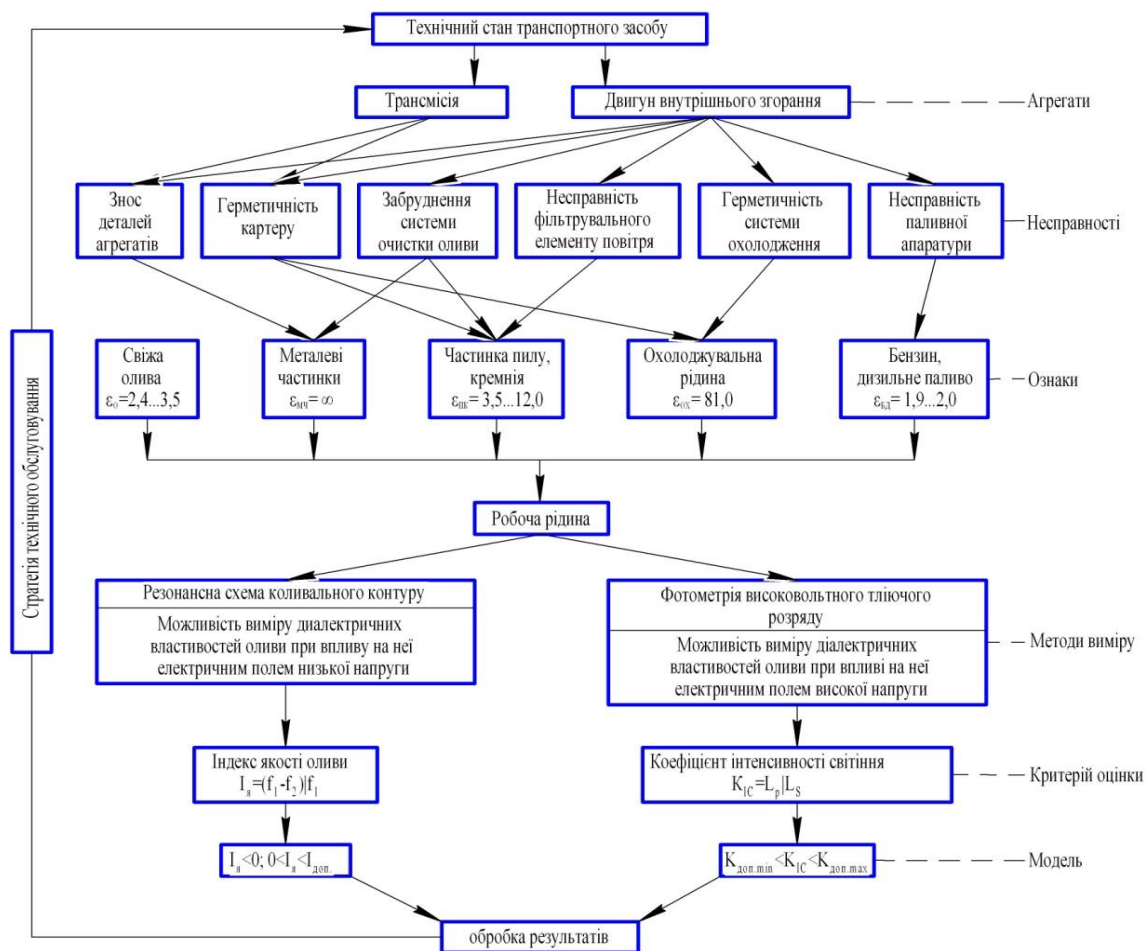 Технічний стан транспортного засобу
Трансмісія
Двигун внутрішнього згорання
Агрегати
Знос
деталей
агрегатів
Герметичність
картеру
Забруднення
системи
очистки оливи
Несправність
фільтрувального
елементу повітря
Герметичність
системи
охолодження
Несправність
паливної
апаратури
Несправності
Свіжа
олива
ε₀=2,4...3,5
Металеві
частинки
εмч= ∞
Частинка пилу,
кремнія
εпк= 3,5...12,0
Охолоджувальна
рідина
εох= 81,0
Бензин,
дизильне паливо
εбд= 1,9...2,0
Ознаки
Стратегія технічного обслуговування
Робоча рідина
Резонансна схема коливального контуру
Можливість виміру диалектричних
властивостей оливи при впливу на неї
електричним полем низької напруги
Фотометрія високовольтного тліючого
розряду
Можливість виміру діалектричних
властивостей оливи при впливі на неї
електричним полем високої напруги
Методи виміру
Індекс якості оливи
Iя=(f₁-f₂)|f₁
Коефіцієнт інтенсивності світіння
KІС=Lp|LS
Критерій оцінки
Iя<0; 0<Iя<Iдоп.
Kдоп.min<KІС<Kдоп.max
Модель
обробка результатів